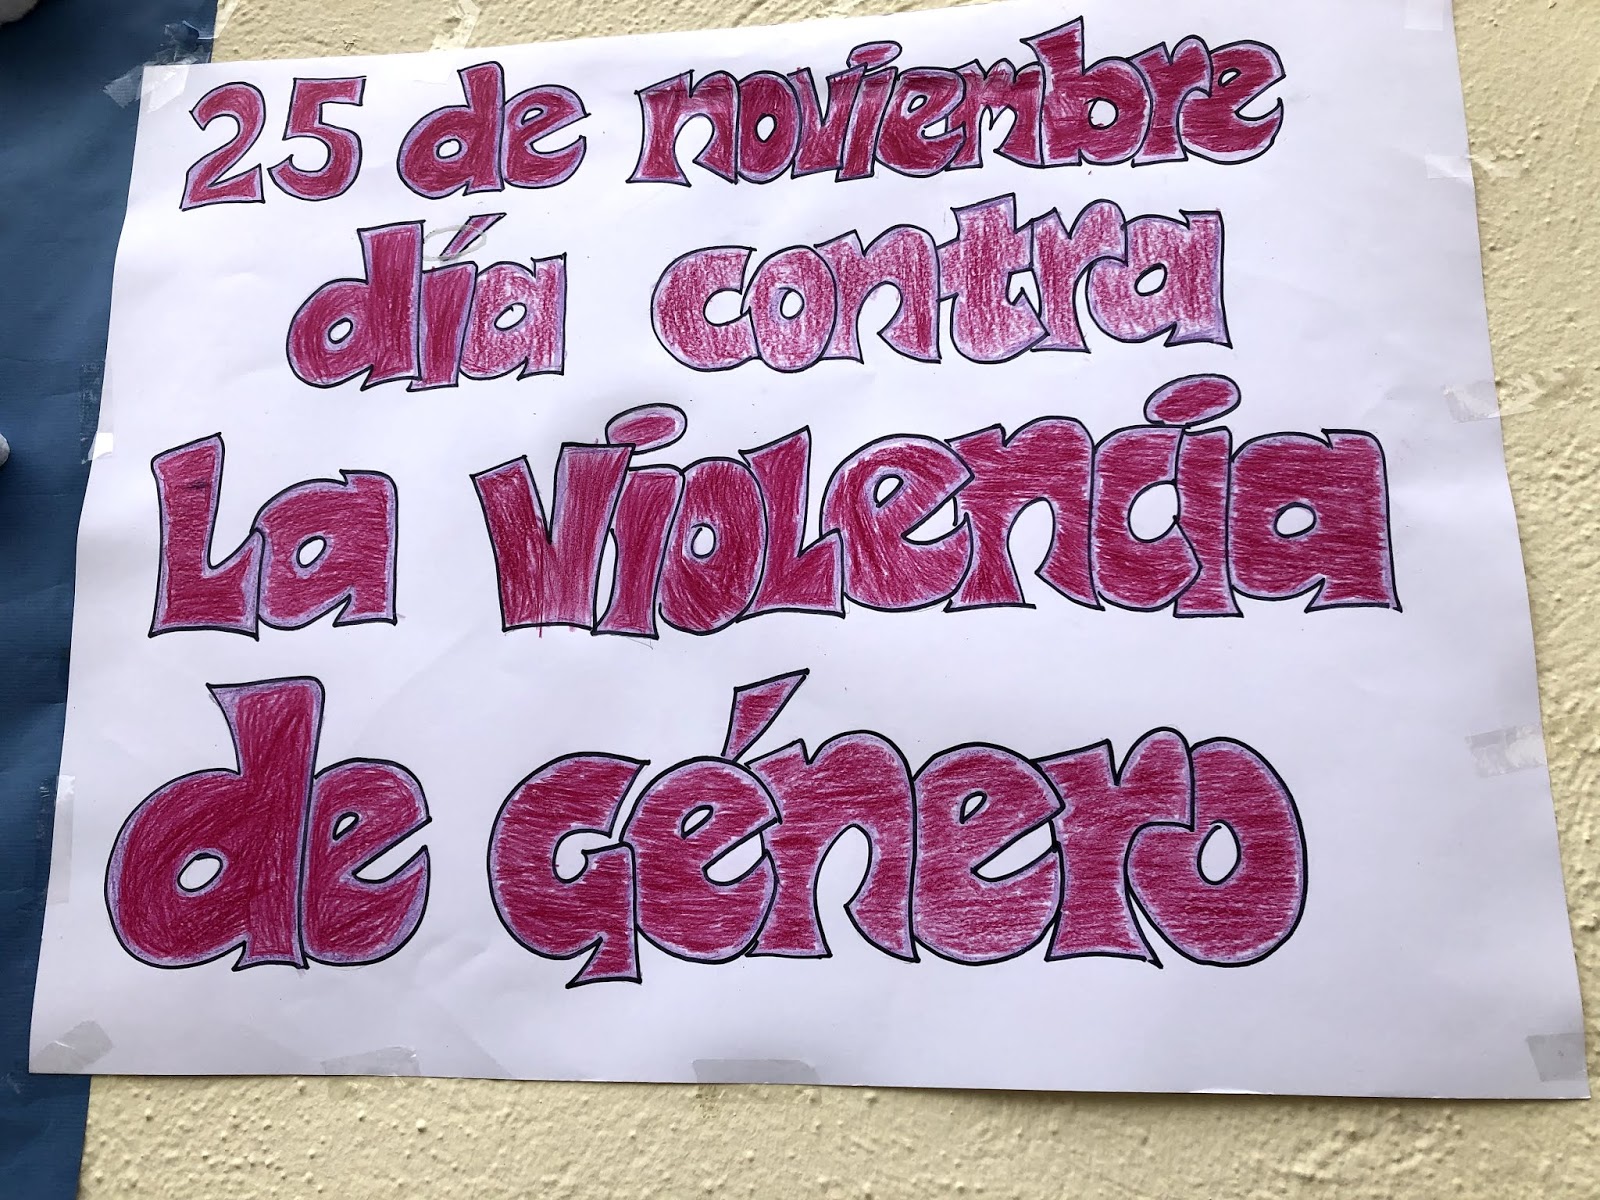 25 de noviembre
día contra
La violencia
de género